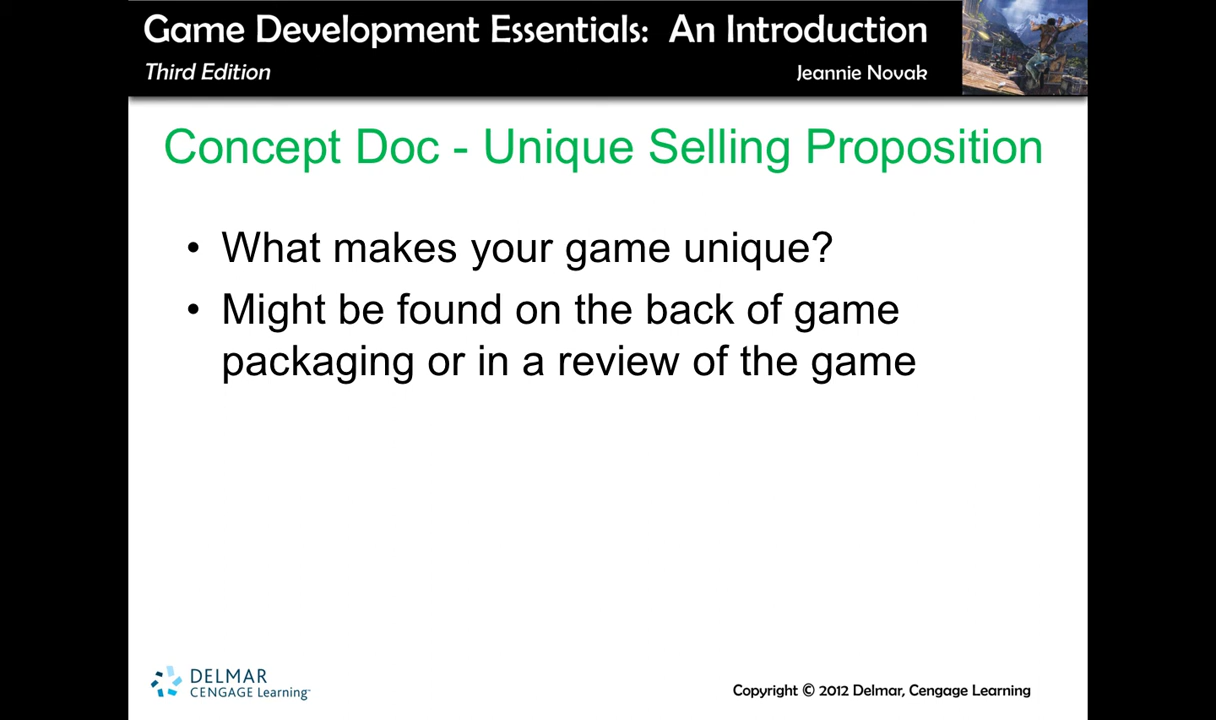 Game Development Essentials: An Introduction
Third Edition
Jeannie Novak
Concept Doc - Unique Selling Proposition
• What makes your game unique?
• Might be found on the back of game
packaging or in a review of the game
DELMAR
CENGAGE Learning™
Copyright © 2012 Delmar, Cengage Learning